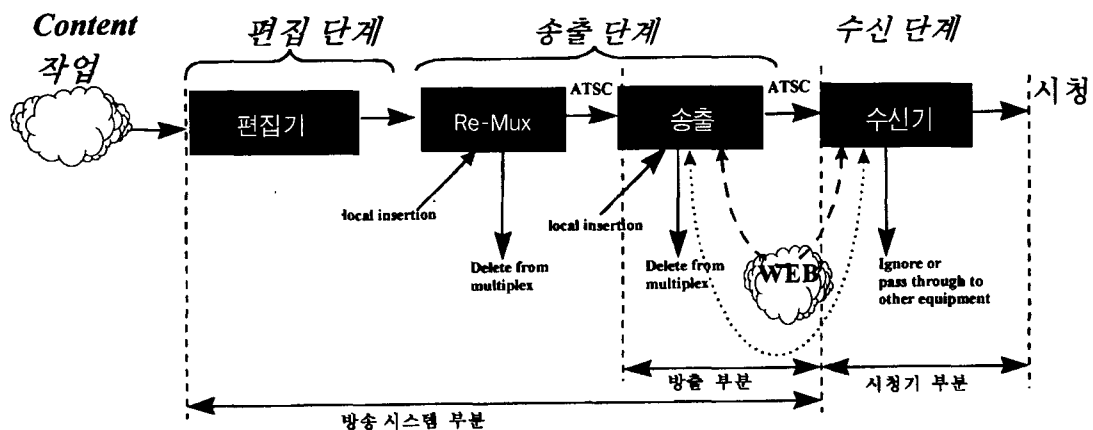 Content
작업
편집 단계
송출 단계
수신 단계
시청
편집기
Re-Mux
ATSC
송출
ATSC
수신기
local insertion
Delete from
multiplex
local insertion
Delete from
multiplex
WEB
Ignore or
pass through to
other equipment
방출 부분
시청기 부분
방송 시스템 부분